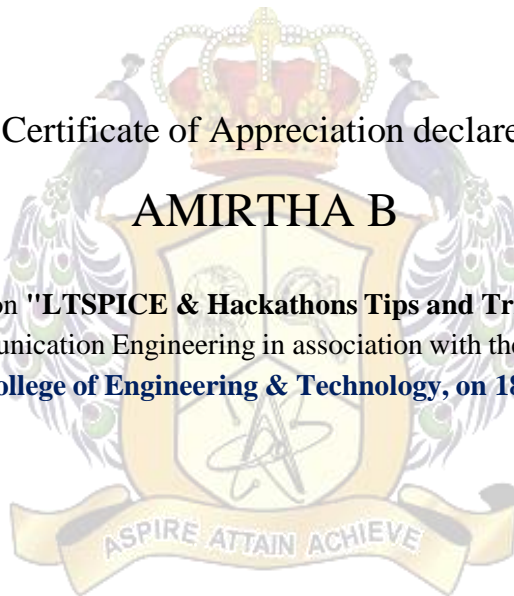 Certificate of Appreciation declare
AMIRTHA B
on "LTSPICE & Hackathons Tips and Tr
unication Engineering in association with the
ollege of Engineering & Technology, on 18
ASPIRE ATTAIN ACHIEVE